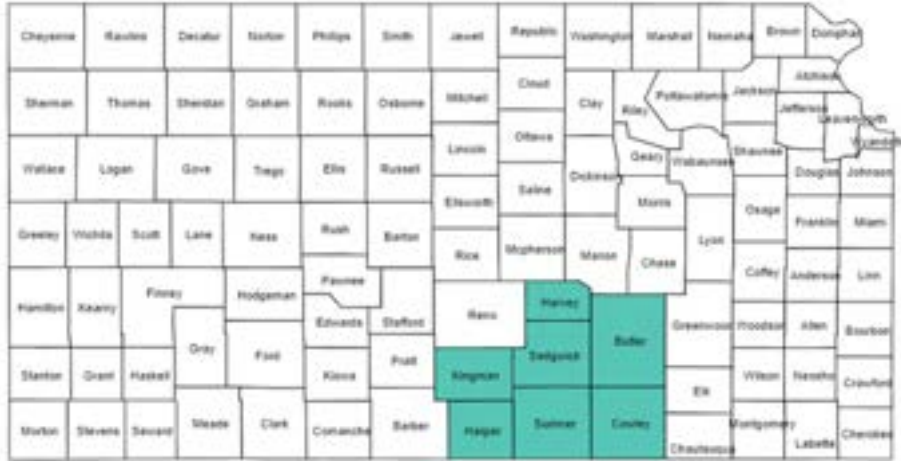 Cheyenne Rawlins Decatur Norton Phillips Smith Jewell Republic Washington Marshall Nemaha Brown Doniphan
Sherman Thomas Sheridan Graham Rooks Osborne Mitchell Cloud Clay Riley Pottawatomie Jackson Atchison
Jefferson Leavenworth
Wyandotte
Wallace Logan Gove Trego Ellis Russell Lincoln Ottawa Dickinson Geary Wabaunsee Shawnee Douglas Johnson
Ellsworth Saline Morris Osage
Greeley Wichita Scott Lane Ness Rush Barton Rice Mcpherson Marion Chase Lyon Franklin Miami
Coffey Anderson Linn
Hamilton Kearny Finney Hodgeman Pawnee Stafford Reno Harvey
Edwards Greenwood Woodson Allen Bourbon
Gray Ford Sedgwick Butler
Stanton Grant Haskell Kiowa Pratt Kingman Elk Wilson Neosho Crawford
Morton Stevens Seward Meade Clark Comanche Barber Harper Sumner Cowley Chautauqua Montgomery Labette Cherokee